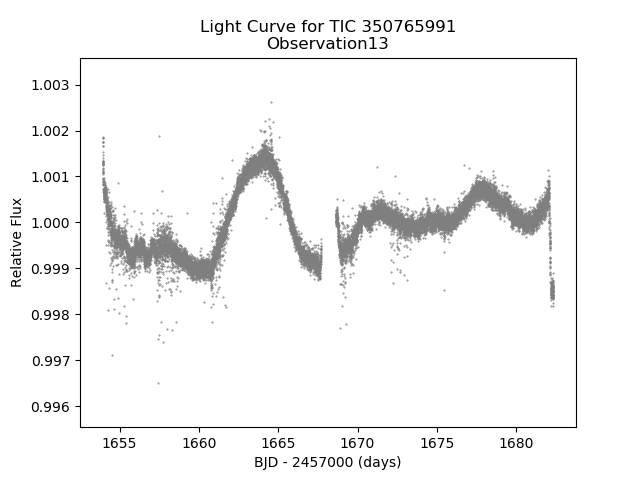 Light Curve for TIC 350765991
Observation13
1.003
1.002
1.001
1.000
0.999
0.998
0.997
0.996
Relative Flux
1655 1660 1665 1670 1675 1680
BJD - 2457000 (days)